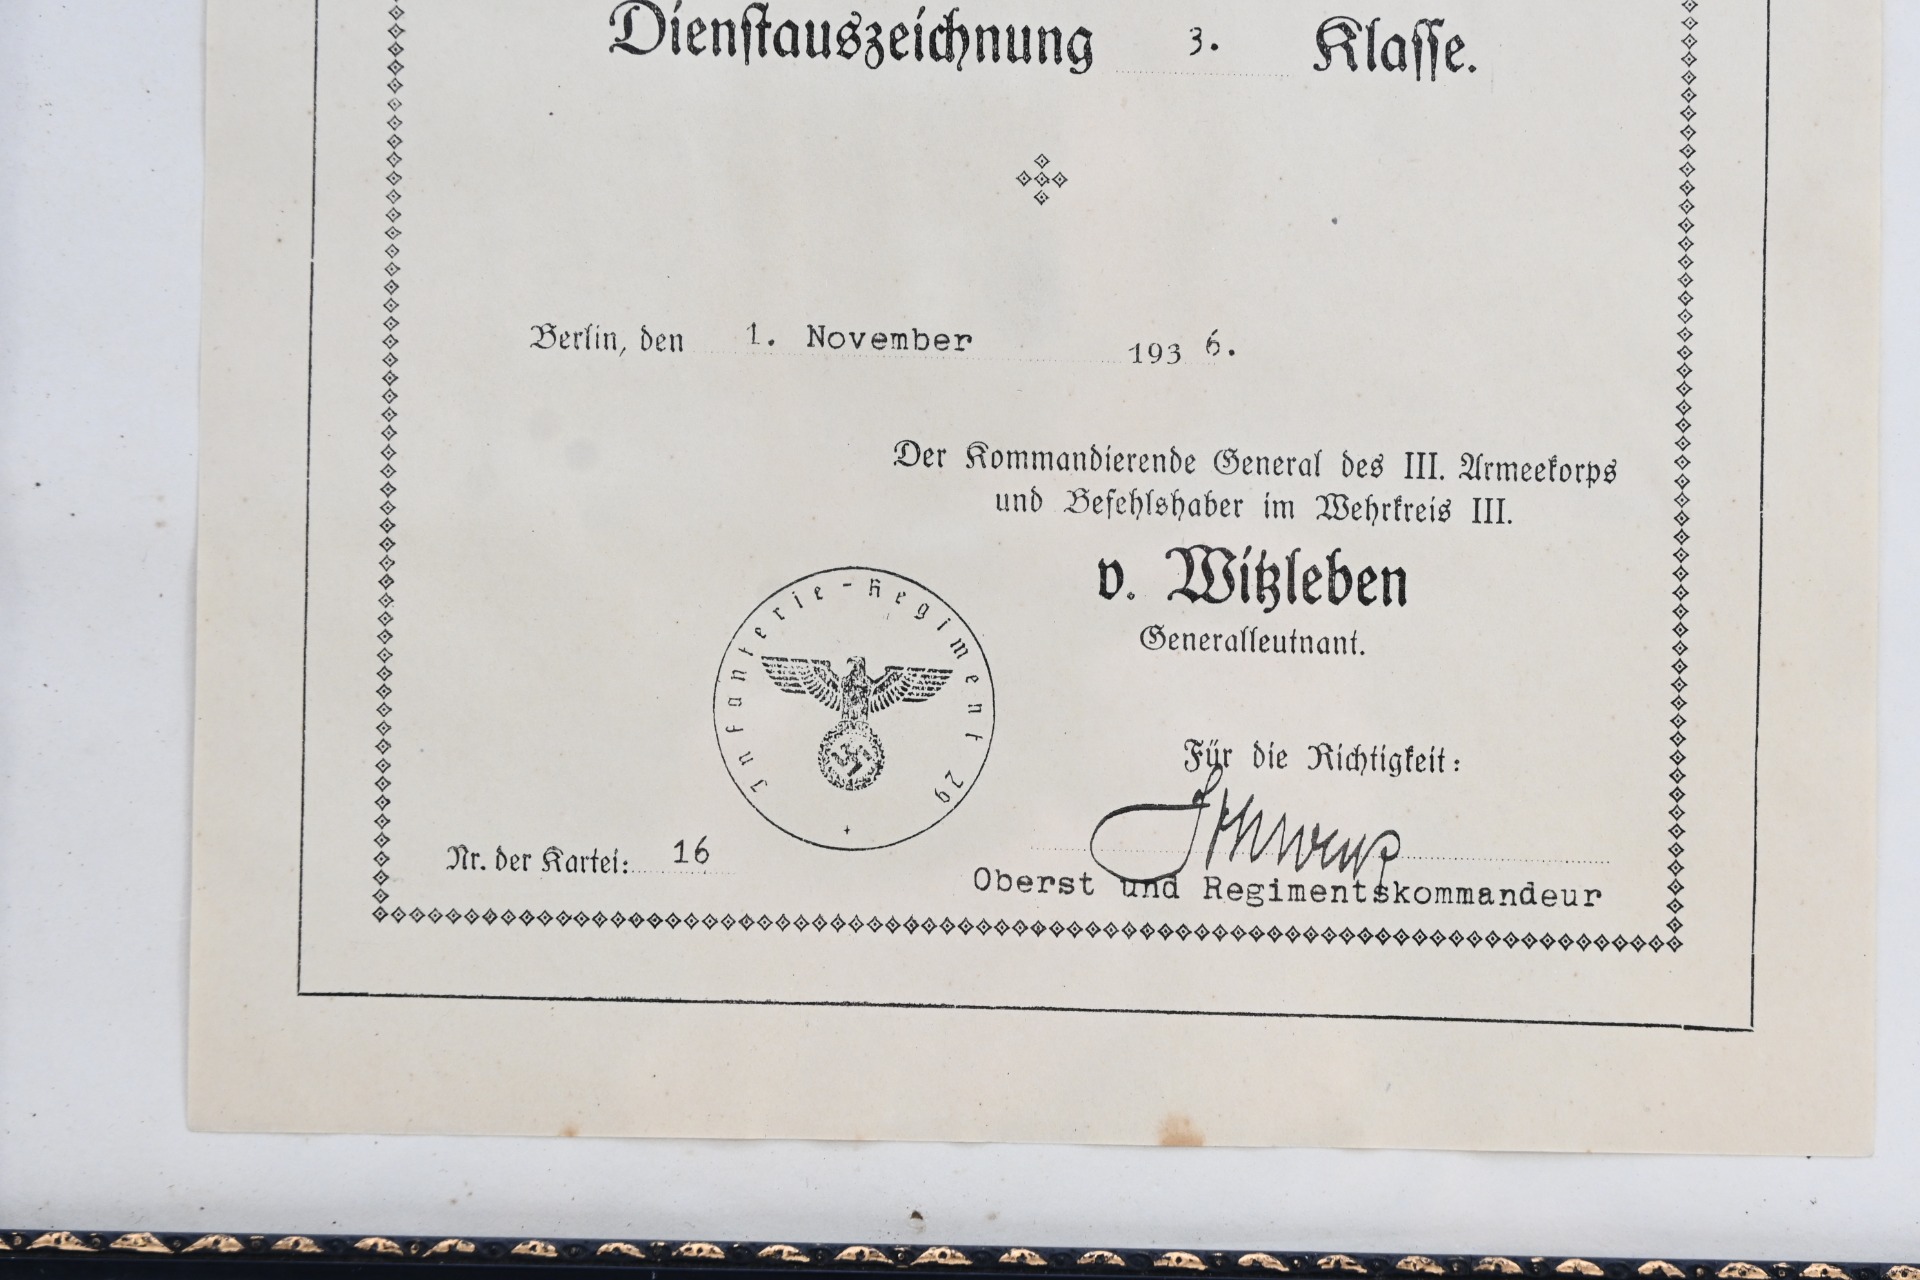 Dienstauszeichnung 3. Klasse.
Berlin, den 1. November 1936.
Der Kommandierende General des III. Armeekorps
und Befehlshaber im Wehrkreis III.
v. Witzleben
Generalleutnant.
Infanterie-Regiment 29
Für die Richtigkeit:
Nr. der Kartei: 16
Oberst und Regimentskommandeur